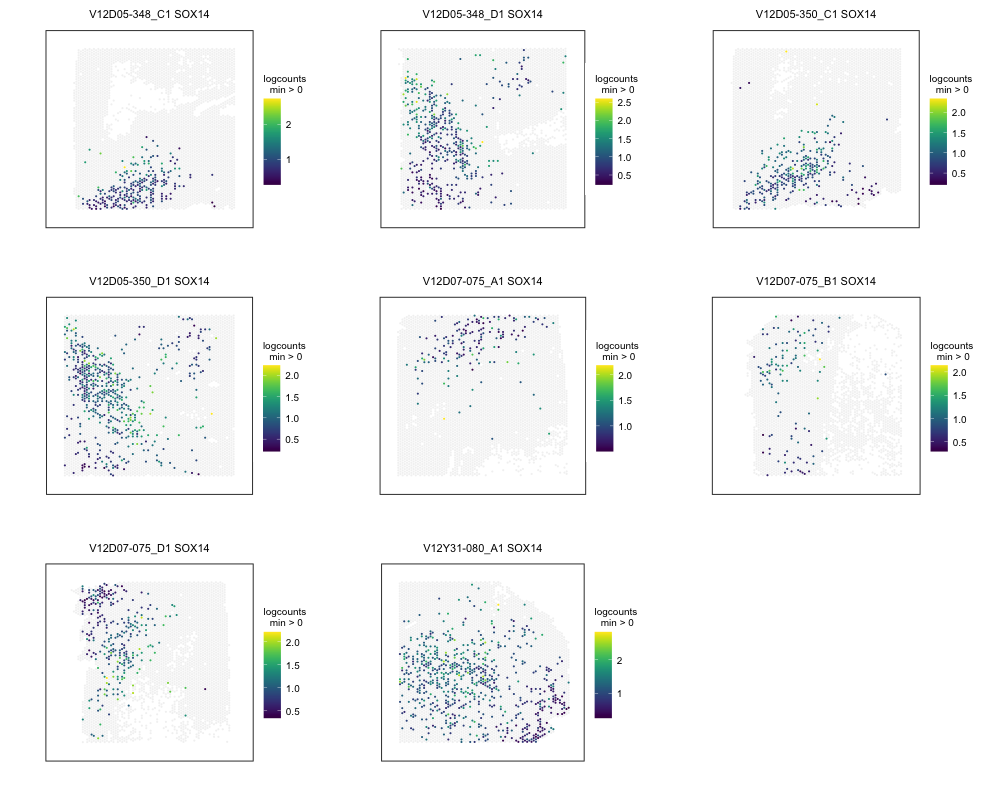 V12D05-348_C1 SOX14
logcounts
min > 0
2
1
V12D05-348_D1 SOX14
logcounts
min > 0
2.5
2.0
1.5
1.0
0.5
V12D05-350_C1 SOX14
logcounts
min > 0
2.0
1.5
1.0
0.5
V12D05-350_D1 SOX14
logcounts
min > 0
2.0
1.5
1.0
0.5
V12D07-075_A1 SOX14
logcounts
min > 0
2.0
1.5
1.0
V12D07-075_B1 SOX14
logcounts
min > 0
2.0
1.5
1.0
0.5
V12D07-075_D1 SOX14
logcounts
min > 0
2.0
1.5
1.0
0.5
V12Y31-080_A1 SOX14
logcounts
min > 0
2
1